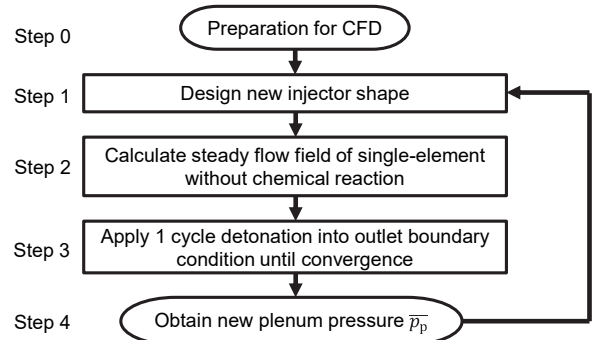 Step 0
Preparation for CFD
Step 1
Design new injector shape
Step 2
Calculate steady flow field of single-element
without chemical reaction
Step 3
Apply 1 cycle detonation into outlet boundary
condition until convergence
Step 4
Obtain new plenum pressure p̅ₚ